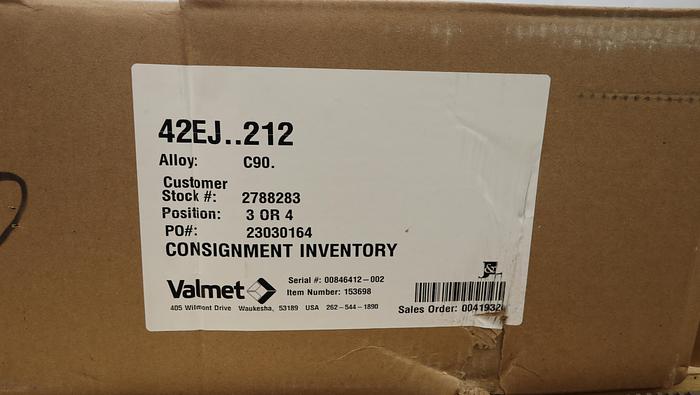 42EJ..212
Alloy: C90.
Customer
Stock #: 2788283
Position: 3 OR 4
PO#: 23030164
CONSIGNMENT INVENTORY
Valmet
Serial #: 00846412-002
Item Number: 153698
405 Wilmont Drive Waukesha, 53189 USA 262-544-1890
Sales Order: